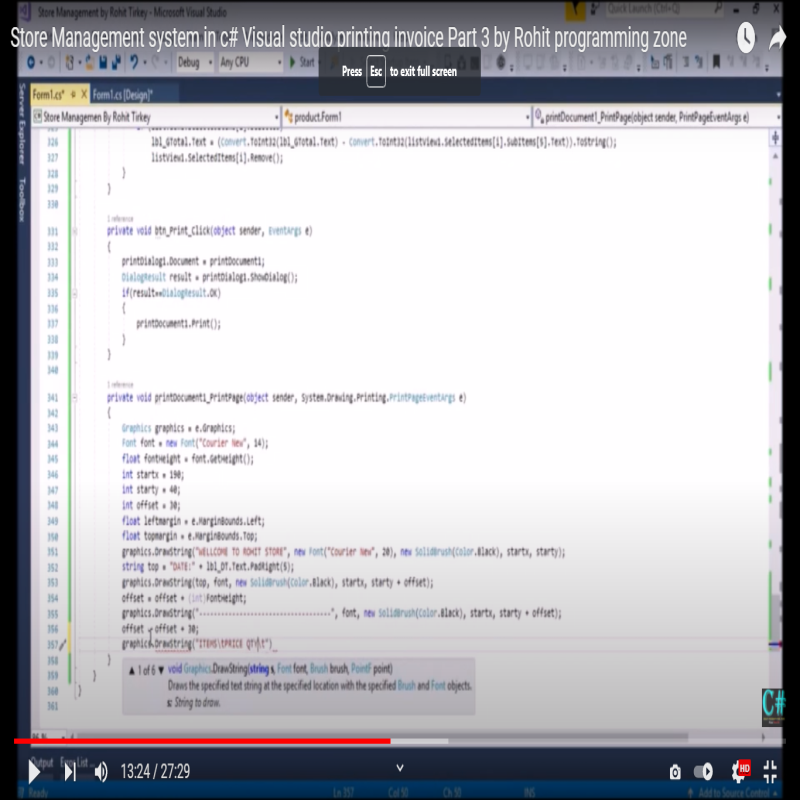 Store Management by Rohit Tirkey - Microsoft Visual Studio
Quick Launch (Ctrl+Q)
Store Management system in c# Visual studio printing invoice Part 3 by Rohit programming zone
Debug Any CPU Start
Press Esc to exit full screen
Form1.cs* Form1.cs [Design]*
Server Explorer Toolbox
Store Managemen By Rohit Tirkey product.Form1 printDocument1_PrintPage(object sender, PrintPageEventArgs e)
326 lbl_GTotal.Text = (Convert.ToInt32(lbl_GTotal.Text) - Convert.ToInt32(listView1.SelectedItems[i].SubItems[5].Text)).ToString();
327 listView1.SelectedItems[i].Remove();
328 }
329 }
330
1 reference
331 private void btn_Print_Click(object sender, EventArgs e)
332 {
333 printDialog1.Document = printDocument1;
334 DialogResult result = printDialog1.ShowDialog();
335 if(result==DialogResult.OK)
336 {
337 printDocument1.Print();
338 }
339 }
340
1 reference
341 private void printDocument1_PrintPage(object sender, System.Drawing.Printing.PrintPageEventArgs e)
342 {
343 Graphics graphics = e.Graphics;
344 Font font = new Font("Courier New", 14);
345 float fontHeight = font.GetHeight();
346 int startx = 190;
347 int starty = 40;
348 int offset = 30;
349 float leftmargin = e.MarginBounds.Left;
350 float topmargin = e.MarginBounds.Top;
351 graphics.DrawString("WELLCOME TO ROHIT STORE", new Font("Courier New", 20), new SolidBrush(Color.Black), startx, starty);
352 string top = "DATE:" + lbl_DT.Text.PadRight(5);
353 graphics.DrawString(top, font, new SolidBrush(Color.Black), startx, starty + offset);
354 offset = offset + (int)FontHeight;
355 graphics.DrawString("----------------------------------", font, new SolidBrush(Color.Black), startx, starty + offset);
356 offset = offset + 30;
357 graphics.DrawString("ITEMS\tPRICE QTY\t")
358 }
359 }
360 }
361
▲ 1 of 6 ▼ void Graphics.DrawString(string s, Font font, Brush brush, PointF point)
Draws the specified text string at the specified location with the specified Brush and Font objects.
s: String to draw.
C#
Output Error List
13:24 / 27:29
HD
Ready Ln 357 Col 50 Ch 50 INS Add to Source Control